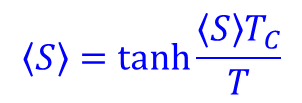 ⟨S⟩ = tanh ⟨S⟩T_C / T